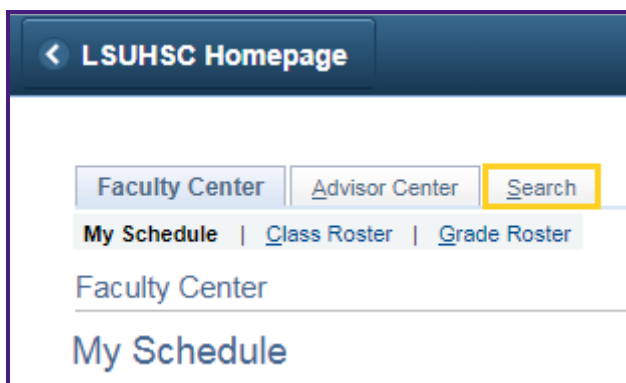 LSUHSC Homepage
Faculty Center Advisor Center Search
My Schedule | Class Roster | Grade Roster
Faculty Center
My Schedule